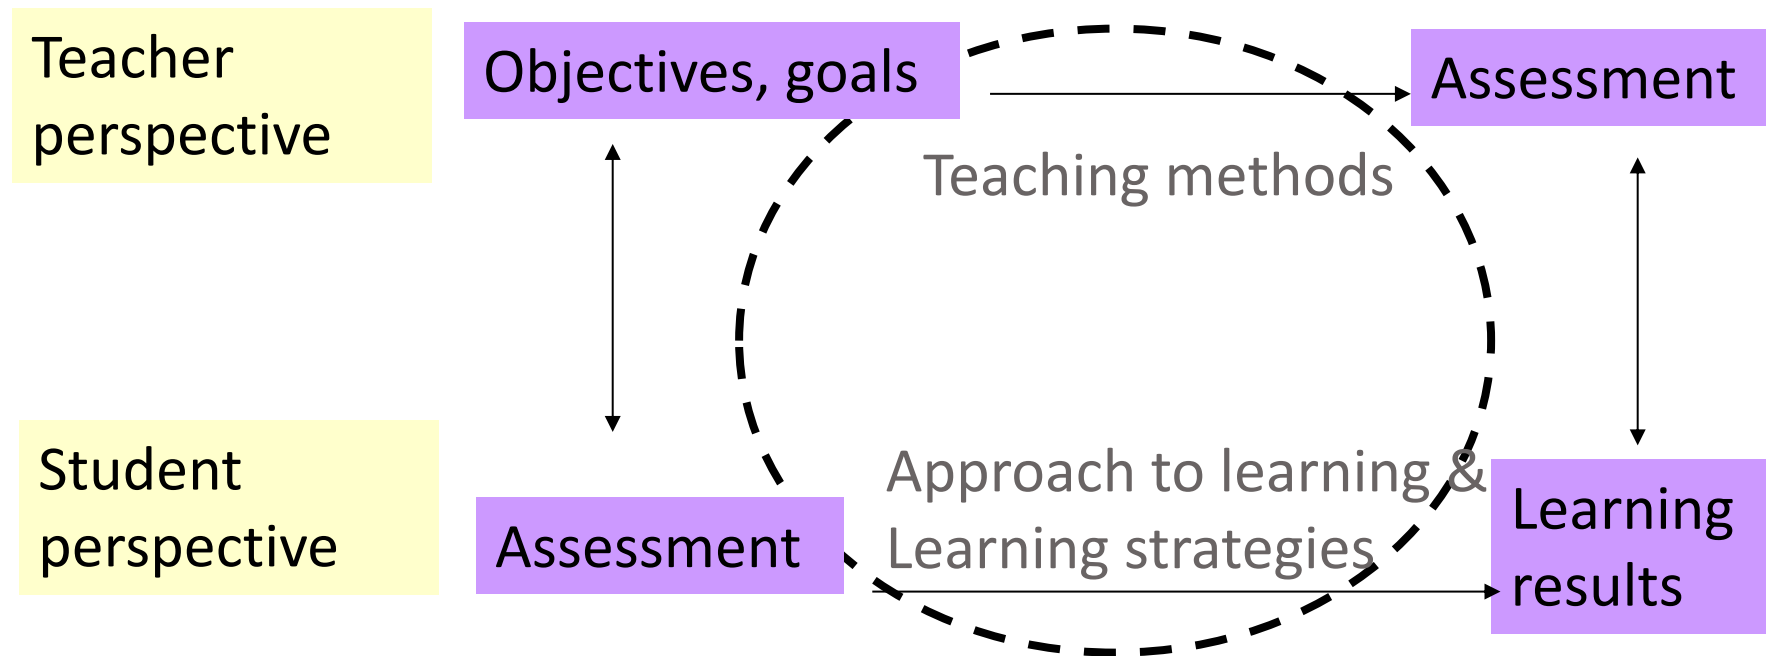 Teacher
perspective
Objectives, goals
Assessment
Teaching methods
Student
perspective
Assessment
Approach to learning &
Learning strategies
Learning
results